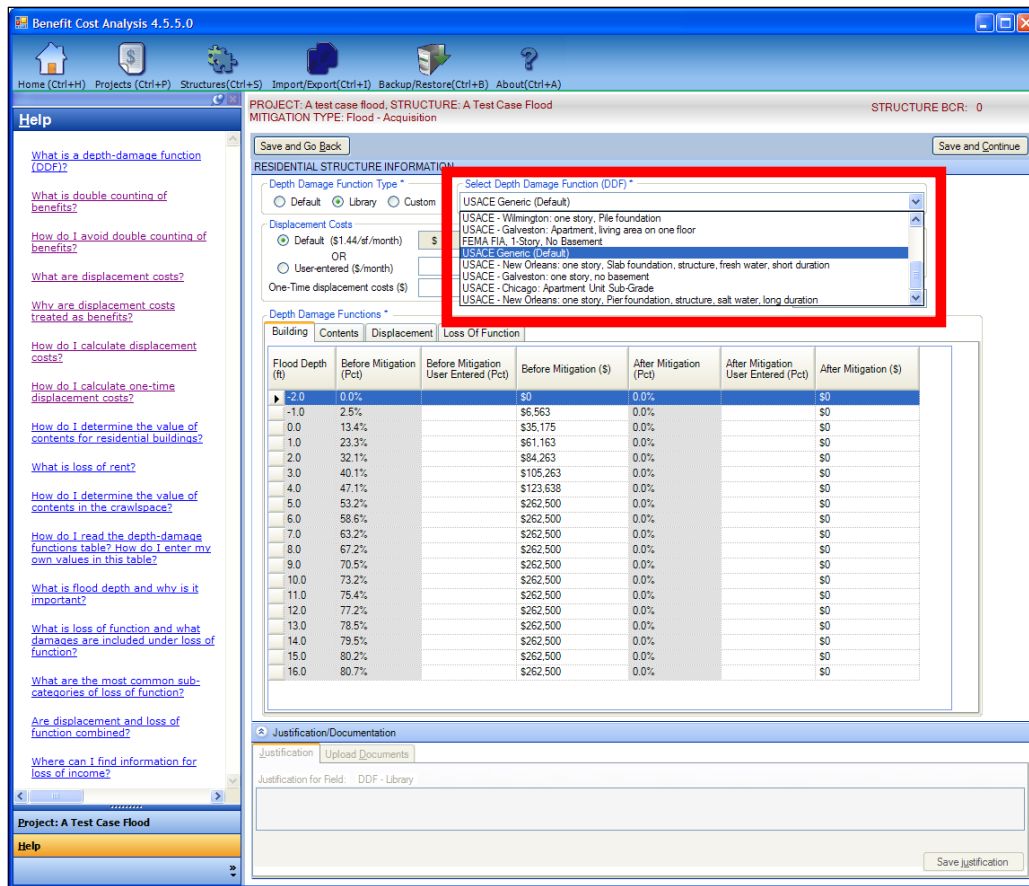 Benefit Cost Analysis 4.5.5.0
Home (Ctrl+H) Projects (Ctrl+P) Structures(Ctrl+S) Import/Export(Ctrl+I) Backup/Restore(Ctrl+B) About(Ctrl+A)
Help
What is a depth-damage function
(DDF)?
What is double counting of
benefits?
How do I avoid double counting of
benefits?
What are displacement costs?
Why are displacement costs
treated as benefits?
How do I calculate displacement
costs?
How do I calculate one-time
displacement costs?
How do I determine the value of
contents for residential buildings?
What is loss of rent?
How do I determine the value of
contents in the crawlspace?
How do I read the depth-damage
functions table? How do I enter my
own values in this table?
What is flood depth and why is it
important?
What is loss of function and what
damages are included under loss of
function?
What are the most common sub-
categories of loss of function?
Are displacement and loss of
function combined?
Where can I find information for
loss of income?
Project: A Test Case Flood
Help
PROJECT: A test case flood, STRUCTURE: A Test Case Flood
MITIGATION TYPE: Flood - Acquisition
STRUCTURE BCR: 0
Save and Go Back
Save and Continue
RESIDENTIAL STRUCTURE INFORMATION
Depth Damage Function Type *
Default Library Custom
Select Depth Damage Function (DDF) *
USACE Generic (Default)
USACE - Wilmington: one story, Pile foundation
USACE - Galveston: Apartment, living area on one floor
FEMA FIA, 1-Story, No Basement
USACE Generic (Default)
USACE - New Orleans: one story, Slab foundation, structure, fresh water, short duration
USACE - Galveston: one story, no basement
USACE - Chicago: Apartment Unit Sub-Grade
USACE - New Orleans: one story, Pier foundation, structure, salt water, long duration
Displacement Costs
Default ($1.44/sf/month) $
OR
User-entered ($/month)
One-Time displacement costs ($)
Depth Damage Functions *
Building Contents Displacement Loss Of Function
Flood Depth (ft) Before Mitigation (Pct) Before Mitigation User Entered (Pct) Before Mitigation ($) After Mitigation (Pct) After Mitigation User Entered (Pct) After Mitigation ($)
-2.0 0.0% $0 0.0% $0
-1.0 2.5% $6,563 0.0% $0
0.0 13.4% $35,175 0.0% $0
1.0 23.3% $61,163 0.0% $0
2.0 32.1% $84,263 0.0% $0
3.0 40.1% $105,263 0.0% $0
4.0 47.1% $123,638 0.0% $0
5.0 53.2% $262,500 0.0% $0
6.0 58.6% $262,500 0.0% $0
7.0 63.2% $262,500 0.0% $0
8.0 67.2% $262,500 0.0% $0
9.0 70.5% $262,500 0.0% $0
10.0 73.2% $262,500 0.0% $0
11.0 75.4% $262,500 0.0% $0
12.0 77.2% $262,500 0.0% $0
13.0 78.5% $262,500 0.0% $0
14.0 79.5% $262,500 0.0% $0
15.0 80.2% $262,500 0.0% $0
16.0 80.7% $262,500 0.0% $0
Justification/Documentation
Justification Upload Documents
Justification for Field: DDF - Library
Save justification